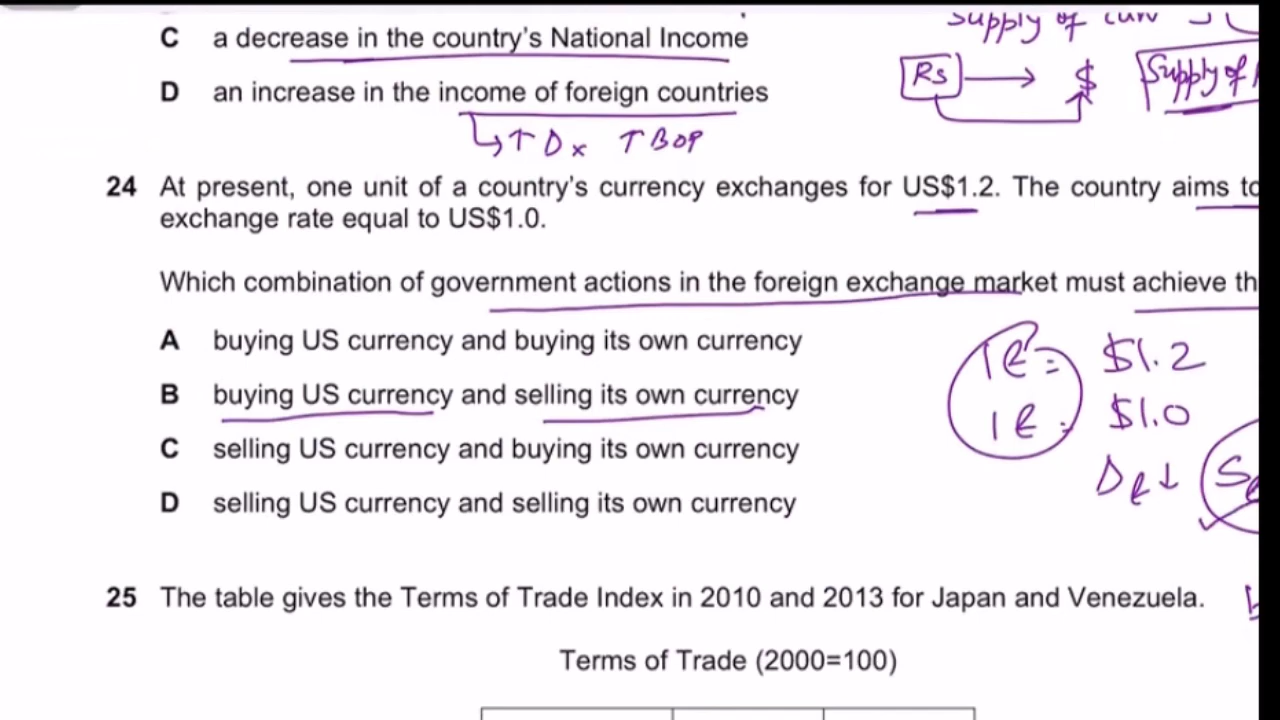 C a decrease in the country's National Income
D an increase in the income of foreign countries
Supply of
Rs → $
Supply of
↳ ↑ Dx ↑ BOP
24 At present, one unit of a country's currency exchanges for US$1.2. The country aims to
exchange rate equal to US$1.0.
Which combination of government actions in the foreign exchange market must achieve th
A buying US currency and buying its own currency
B buying US currency and selling its own currency
C selling US currency and buying its own currency
D selling US currency and selling its own currency
1 £ = $1.2
1 £ = $1.0
D£ ↓
25 The table gives the Terms of Trade Index in 2010 and 2013 for Japan and Venezuela.
Terms of Trade (2000=100)